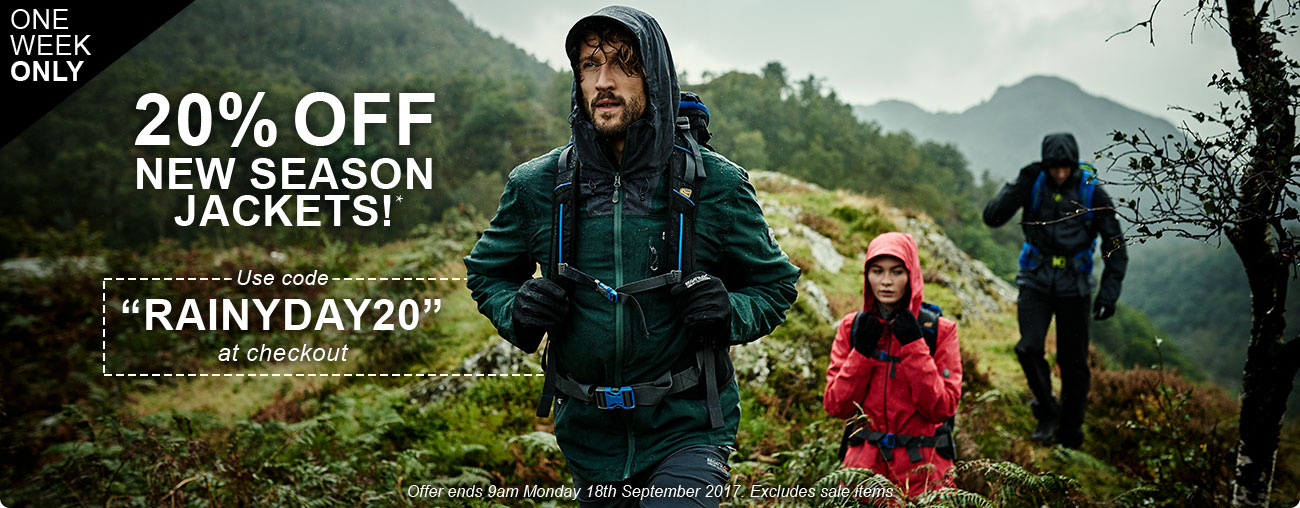 ONE
WEEK
ONLY
20% OFF
NEW SEASON
JACKETS!*
Use code
“RAINYDAY20”
at checkout
Offer ends 9am Monday 18th September 2017. Excludes sale items